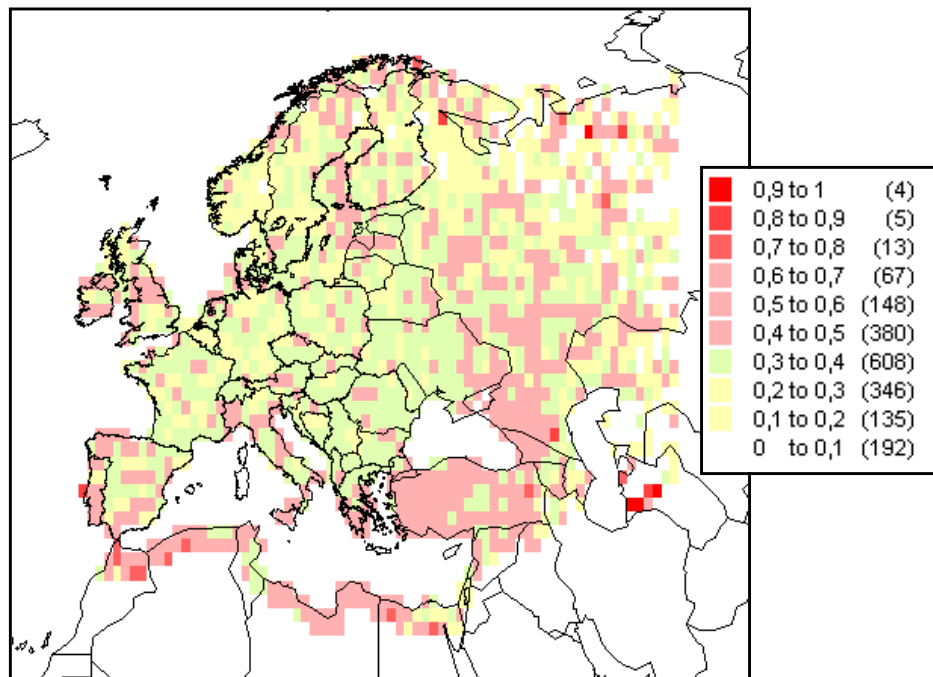 0,9 to 1 (4)
0,8 to 0,9 (5)
0,7 to 0,8 (13)
0,6 to 0,7 (67)
0,5 to 0,6 (148)
0,4 to 0,5 (380)
0,3 to 0,4 (608)
0,2 to 0,3 (346)
0,1 to 0,2 (135)
0 to 0,1 (192)